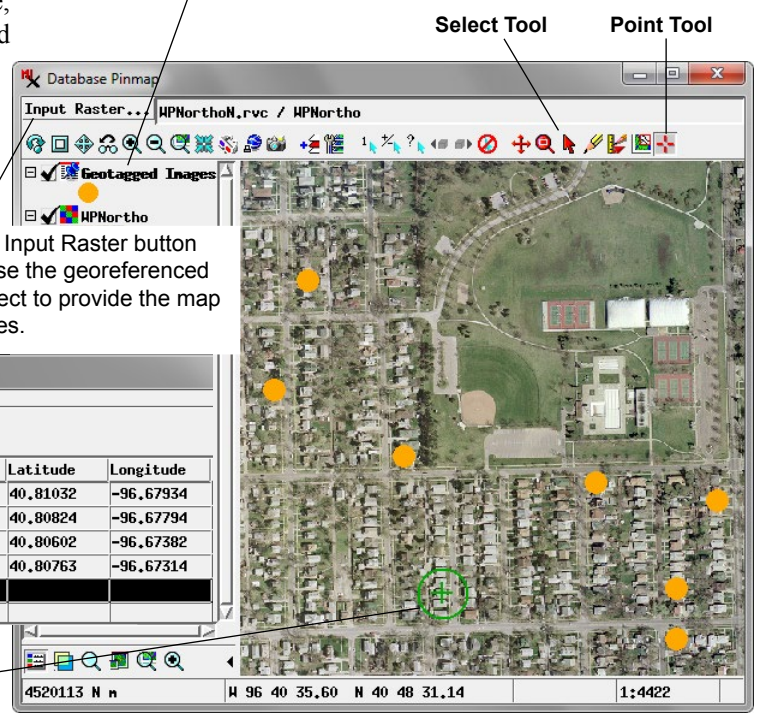 Select Tool Point Tool
Database Pinmap
Input Raster... WPNorthoN.rvc / WPNortho
Geotagged Images
WPNortho
Input Raster button
se the georeferenced
ect to provide the map
es.
Latitude Longitude
40.81032 -96.67934
40.80824 -96.67794
40.80602 -96.67382
40.80763 -96.67314
4520113 N m W 96 40 35.60 N 40 48 31.14 1:4422